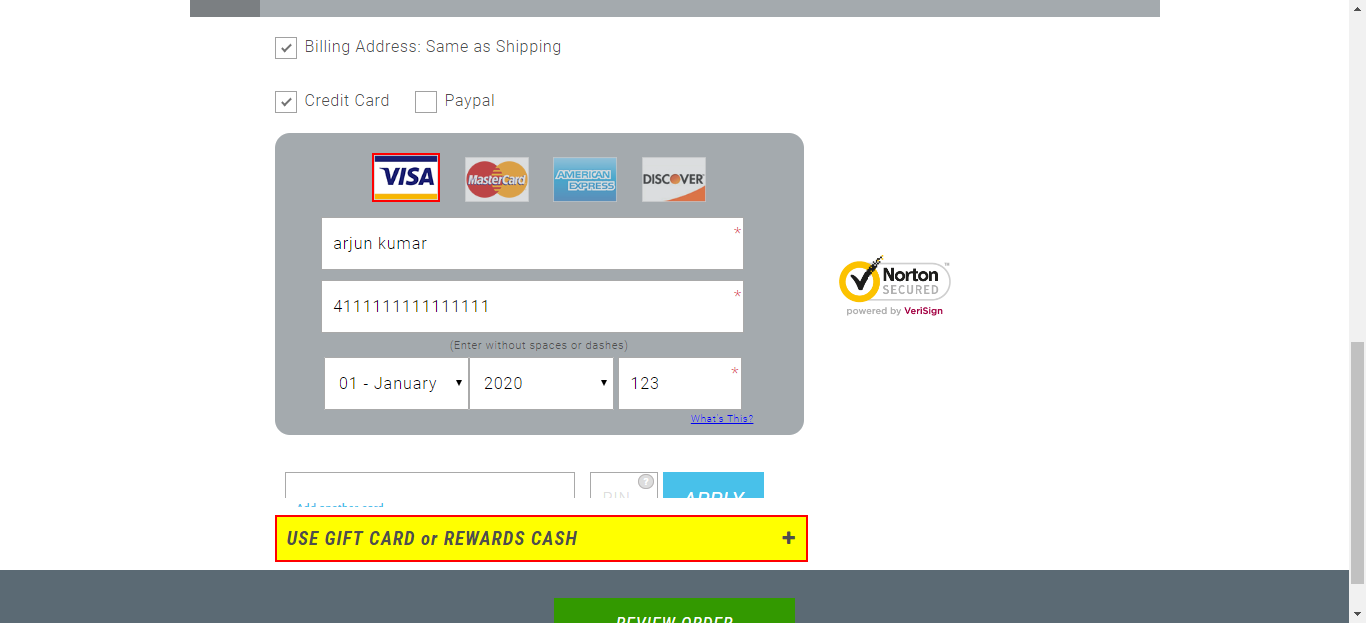 Billing Address: Same as Shipping
Credit Card Paypal
VISA MasterCard AMERICAN EXPRESS DISCOVER
arjun kumar *
4111111111111111 *
(Enter without spaces or dashes)
01 - January 2020 123 *
What's This?
Norton
SECURED
powered by VeriSign
PIN ? APPLY
Add another card
USE GIFT CARD or REWARDS CASH +
REVIEW ORDER